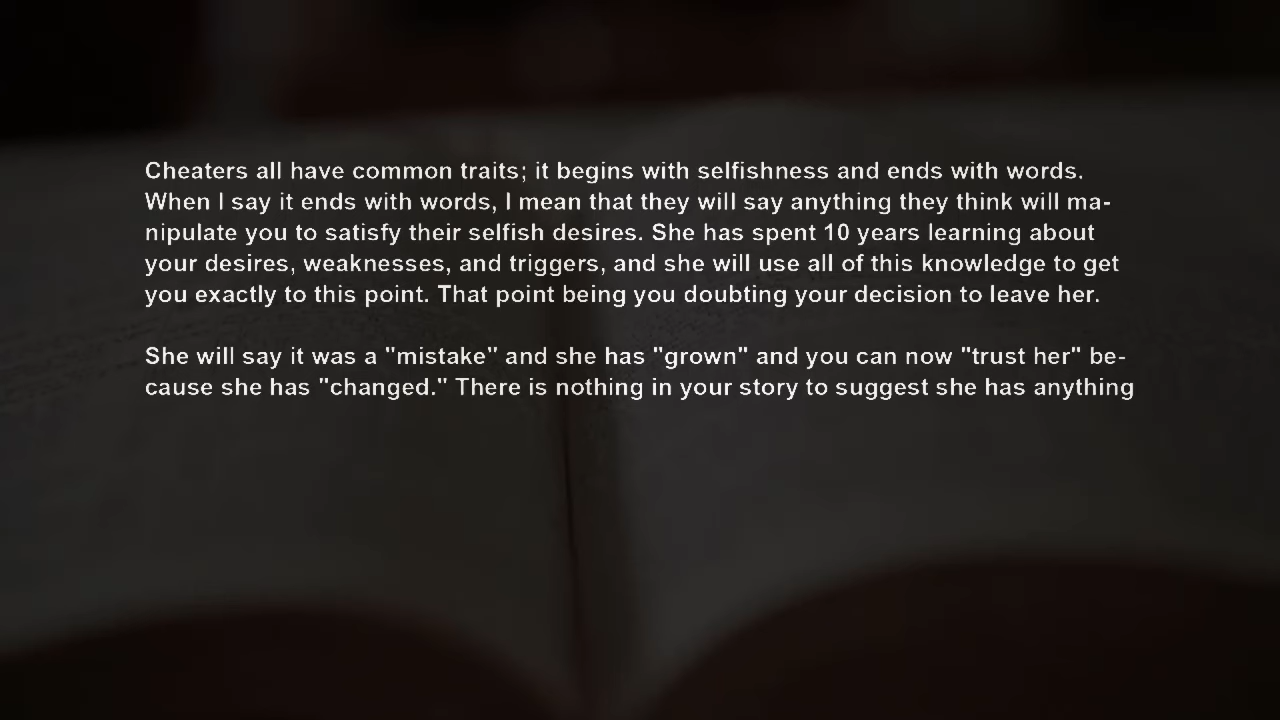 Cheaters all have common traits; it begins with selfishness and ends with words.
When I say it ends with words, I mean that they will say anything they think will ma-
nipulate you to satisfy their selfish desires. She has spent 10 years learning about
your desires, weaknesses, and triggers, and she will use all of this knowledge to get
you exactly to this point. That point being you doubting your decision to leave her.
She will say it was a "mistake" and she has "grown" and you can now "trust her" be-
cause she has "changed." There is nothing in your story to suggest she has anything